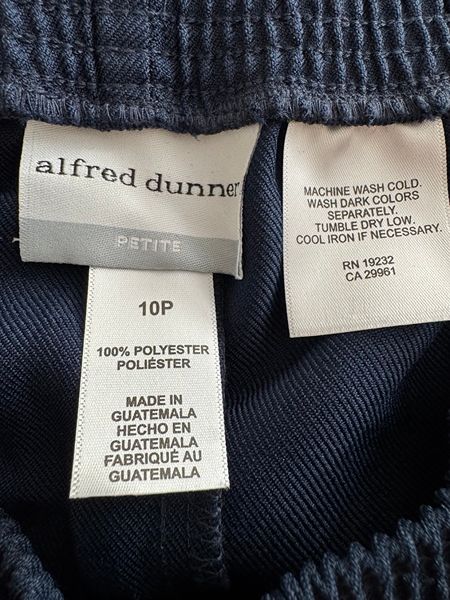 alfred dunner
PETITE
10P
100% POLYESTER
POLIÉSTER
MADE IN
GUATEMALA
HECHO EN
GUATEMALA
FABRIQUÉ AU
GUATEMALA
MACHINE WASH COLD.
WASH DARK COLORS
SEPARATELY.
TUMBLE DRY LOW.
COOL IRON IF NECESSARY.
RN 19232
CA 29961